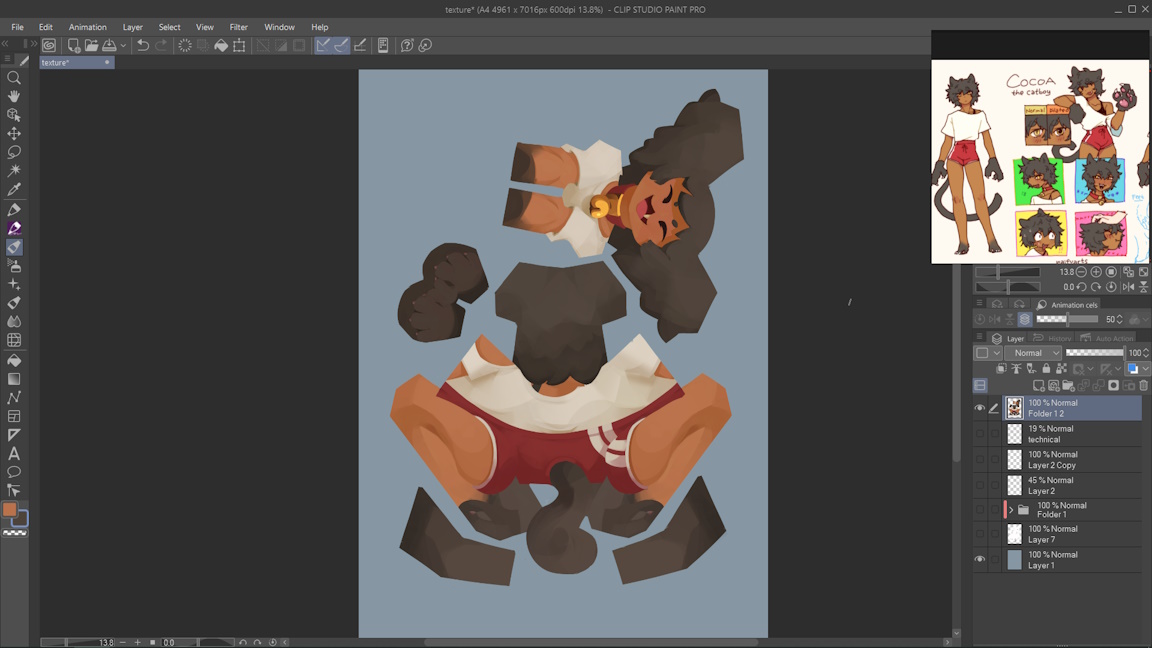 texture* (A4 4961 x 7016px 600dpi 13.8%) - CLIP STUDIO PAINT PRO
File Edit Animation Layer Select View Filter Window Help
texture*
COCOA
the catboy
Normal
13.8
0.0
Animation cels
50
Layer History Auto Action
Normal 100
100 % Normal
Folder 1 2
19 % Normal
technical
100 % Normal
Layer 2 Copy
45 % Normal
Layer 2
100 % Normal
Folder 1
100 % Normal
Layer 7
100 % Normal
Layer 1
13.8 0.0